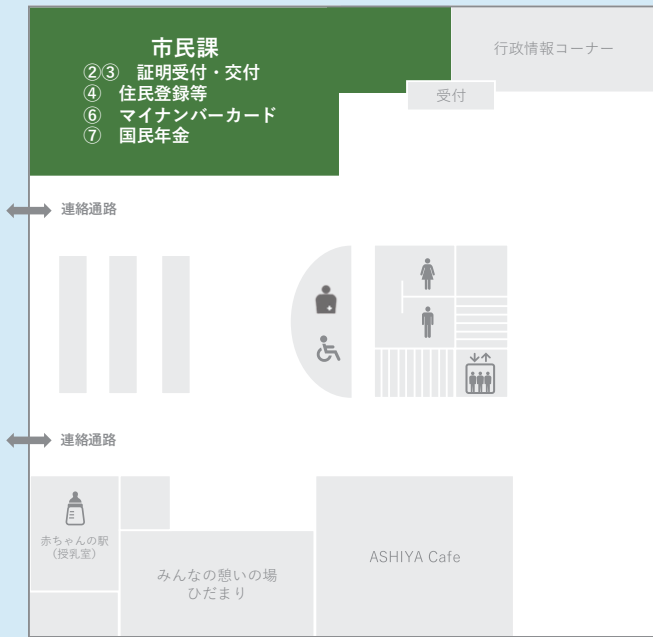 市民課
②③ 証明受付・交付
④ 住民登録等
⑥ マイナンバーカード
⑦ 国民年金
行政情報コーナー
受付
連絡通路
連絡通路
赤ちゃんの駅
（授乳室）
みんなの憩いの場
ひだまり
ASHIYA Cafe